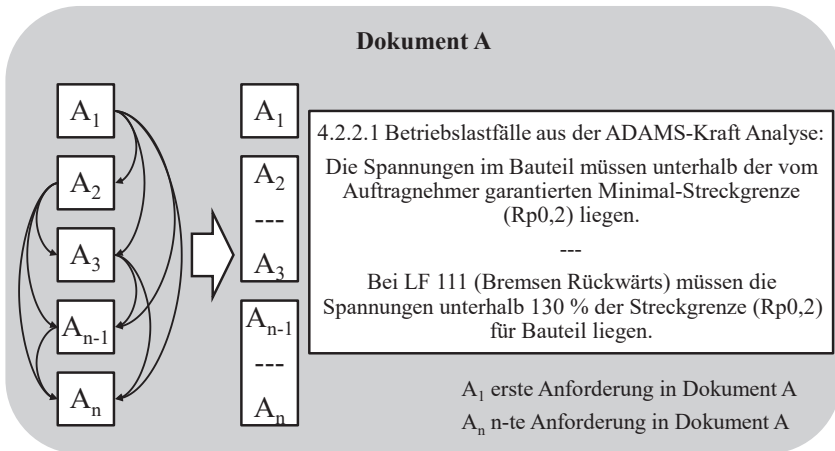 Dokument A
A₁
A₂
A₃
Aₙ₋₁
Aₙ
A₁
A₂
---
A₃
Aₙ₋₁
---
Aₙ
4.2.2.1 Betriebslastfälle aus der ADAMS-Kraft Analyse:
Die Spannungen im Bauteil müssen unterhalb der vom
Auftragnehmer garantierten Minimal-Streckgrenze
(Rp0,2) liegen.
---
Bei LF 111 (Bremsen Rückwärts) müssen die
Spannungen unterhalb 130 % der Streckgrenze (Rp0,2)
für Bauteil liegen.
A₁ erste Anforderung in Dokument A
Aₙ n-te Anforderung in Dokument A